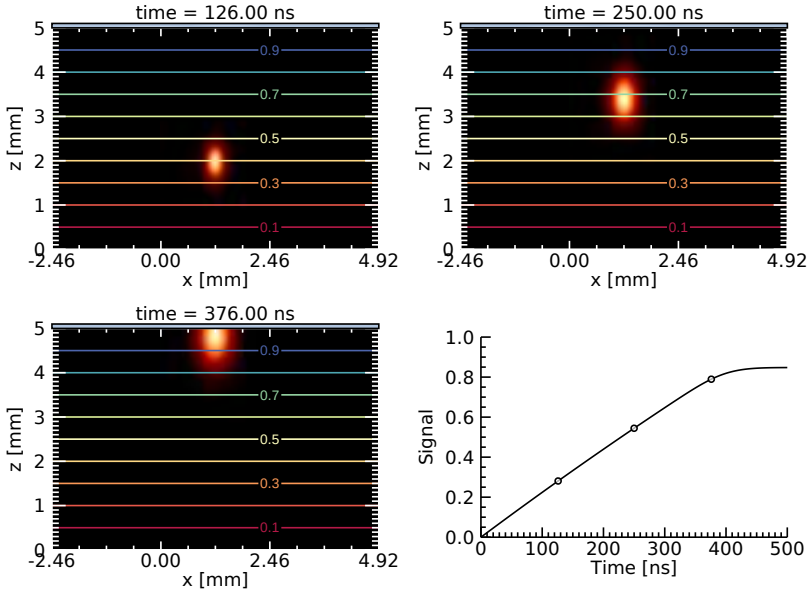 time = 126.00 ns
5
4
3
2
1
0
z [mm]
0.9
0.7
0.5
0.3
0.1
-2.46 0.00 2.46 4.92
x [mm]
time = 250.00 ns
5
4
3
2
1
0
z [mm]
0.9
0.7
0.5
0.3
0.1
-2.46 0.00 2.46 4.92
x [mm]
time = 376.00 ns
5
4
3
2
1
0
z [mm]
0.9
0.7
0.5
0.3
0.1
-2.46 0.00 2.46 4.92
x [mm]
1.0
0.8
0.6
0.4
0.2
0.0
Signal
0 100 200 300 400 500
Time [ns]